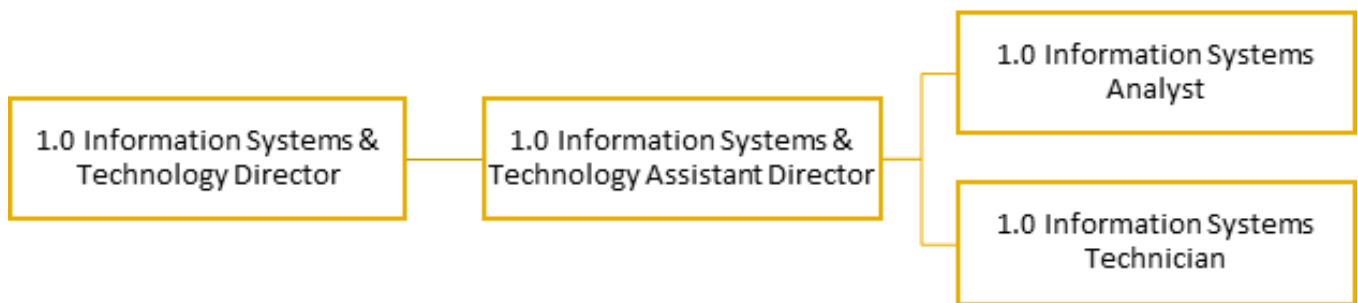 1.0 Information Systems &
Technology Director
1.0 Information Systems &
Technology Assistant Director
1.0 Information Systems
Analyst
1.0 Information Systems
Technician